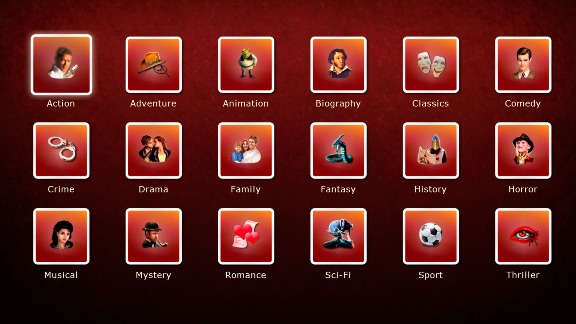 Action Adventure Animation Biography Classics Comedy
Crime Drama Family Fantasy History Horror
Musical Mystery Romance Sci-Fi Sport Thriller